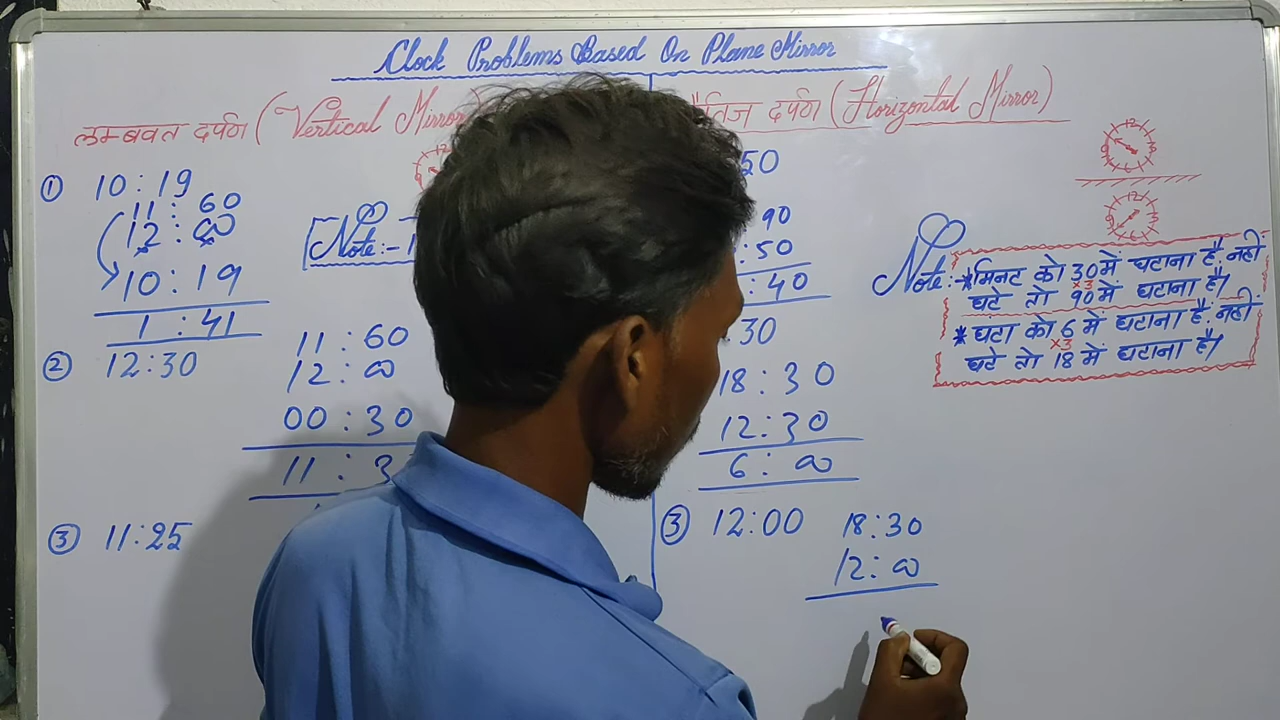 Clock Problems Based On Plane Mirror
लम्बवत दर्पण (Vertical Mirror
① 10 : 19
11 : 60
12 : 00
10 : 19
1 : 41
② 12:30
11 : 60
12 : 00
00 : 30
11 : 3
③ 11:25
Note:-
दर्पण (Horizontal Mirror)
50
90
:50
:40
:30
18 : 30
12 : 30
6 : 00
③ 12:00
18:30
12: 00
Note:-* मिनट को 30 में घटाना है. नही
×3
घटे तो 90 में घटाना है।
* घटा को 6 में घटाना है. नही
×3
घटे तो 18 में घटाना है।